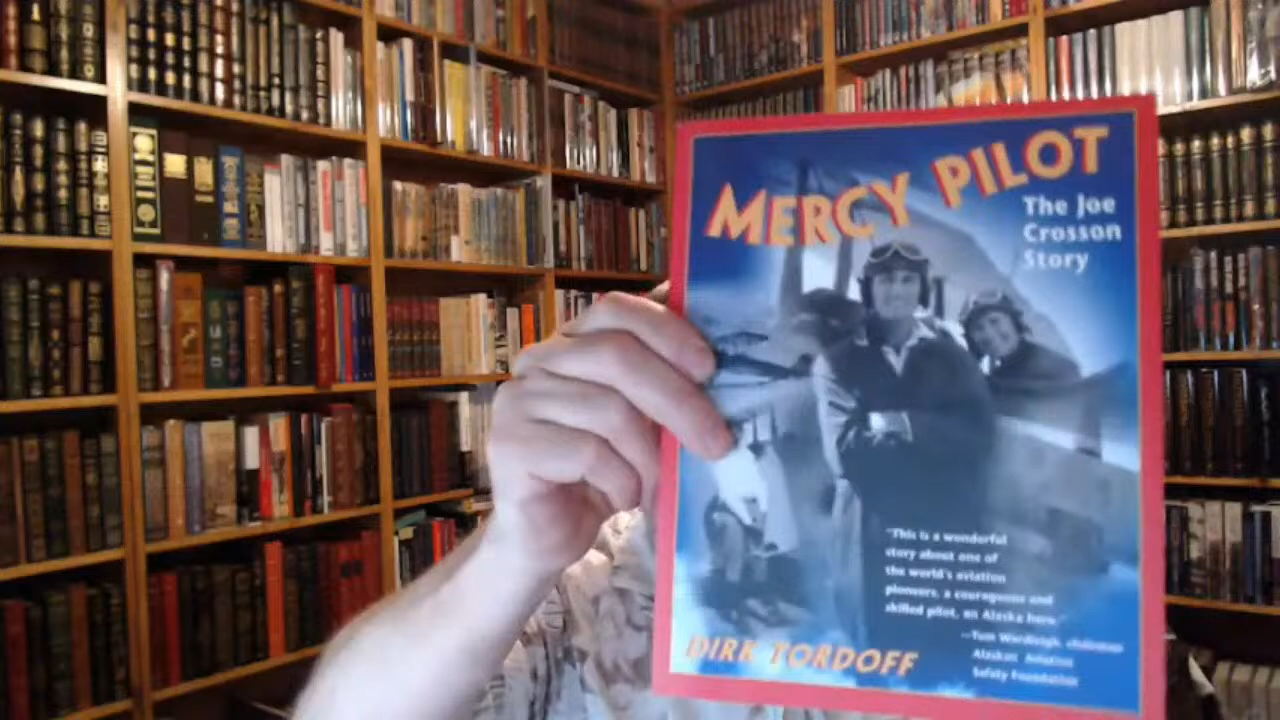 MERCY PILOT
The Joe
Crosson
Story
"This is a wonderful
story about one of
the world's aviation
pioneers, a courageous and
skilled pilot, an Alaska hero."
—Tom Wardleigh, chairman
Alaskan Aviation
Safety Foundation
DIRK TORDOFF